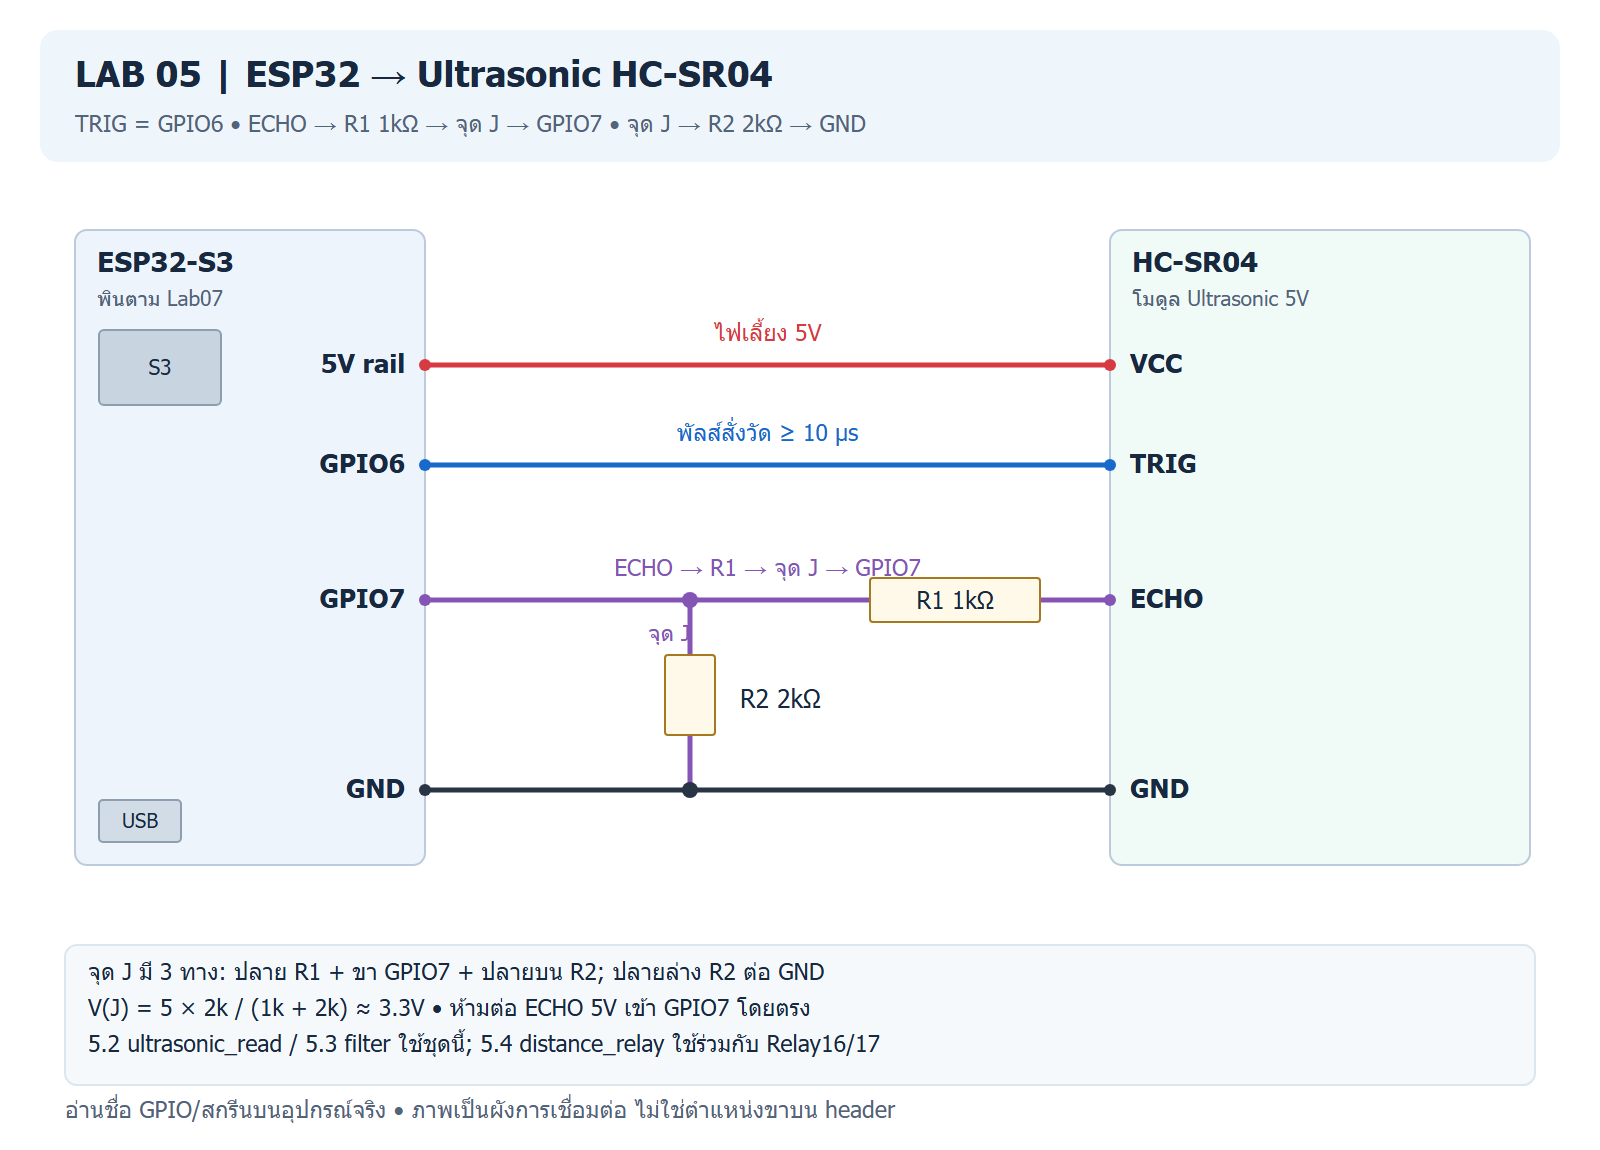 LAB 05 | ESP32 → Ultrasonic HC-SR04
TRIG = GPIO6 • ECHO → R1 1kΩ → จุด J → GPIO7 • จุด J → R2 2kΩ → GND
ESP32-S3
พินตาม Lab07
S3
HC-SR04
โมดูล Ultrasonic 5V
ไฟเลี้ยง 5V
5V rail
VCC
พัลส์สั่งวัด ≥ 10 µs
GPIO6
TRIG
ECHO → R1 → จุด J → GPIO7
GPIO7
R1 1kΩ
ECHO
จุด J
R2 2kΩ
GND
GND
USB
จุด J มี 3 ทาง: ปลาย R1 + ขา GPIO7 + ปลายบน R2; ปลายล่าง R2 ต่อ GND
V(J) = 5 × 2k / (1k + 2k) ≈ 3.3V • ห้ามต่อ ECHO 5V เข้า GPIO7 โดยตรง
5.2 ultrasonic_read / 5.3 filter ใช้ชุดนี้; 5.4 distance_relay ใช้ร่วมกับ Relay16/17
อ่านชื่อ GPIO/สกรีนบนอุปกรณ์จริง • ภาพเป็นผังการเชื่อมต่อ ไม่ใช่ตำแหน่งขาบน header